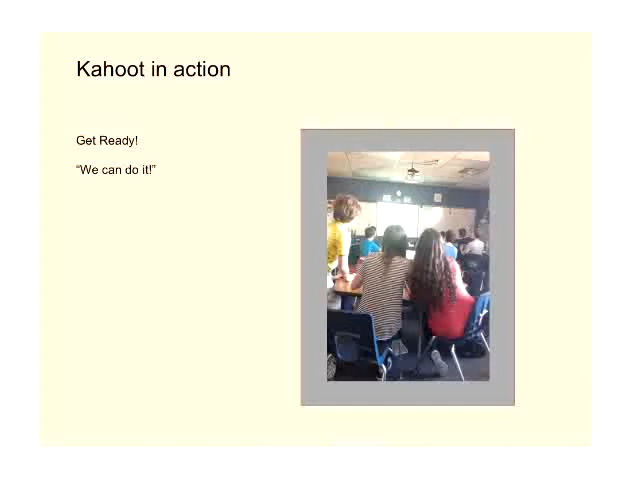 Kahoot in action
Get Ready!
“We can do it!”